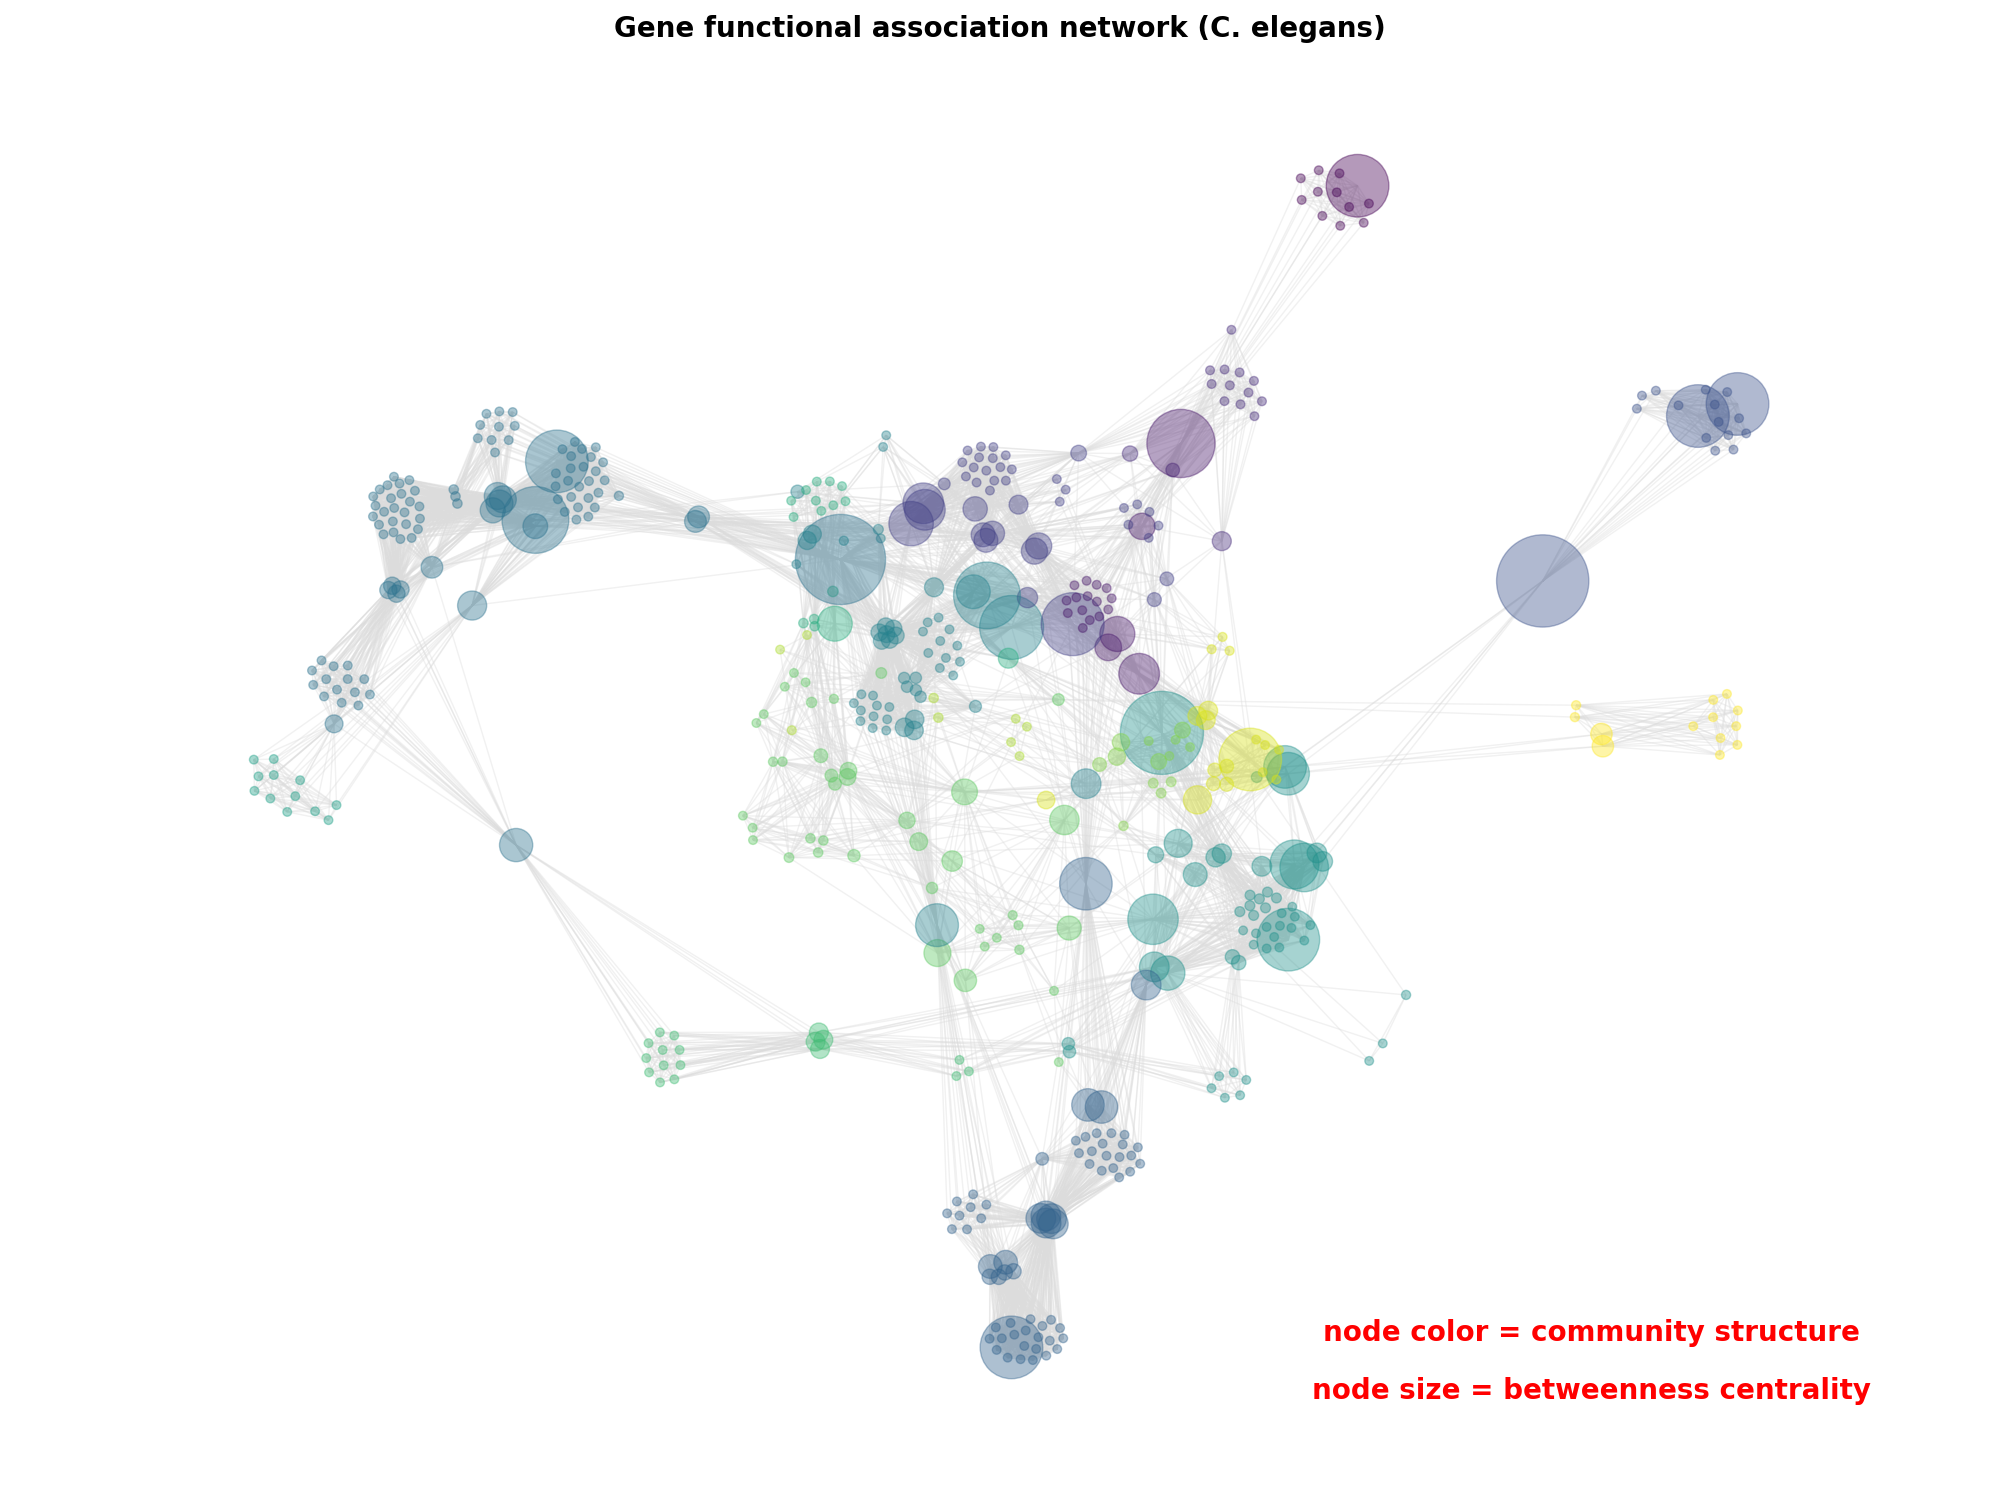 Gene functional association network (C. elegans)
node color = community structure
node size = betweenness centrality